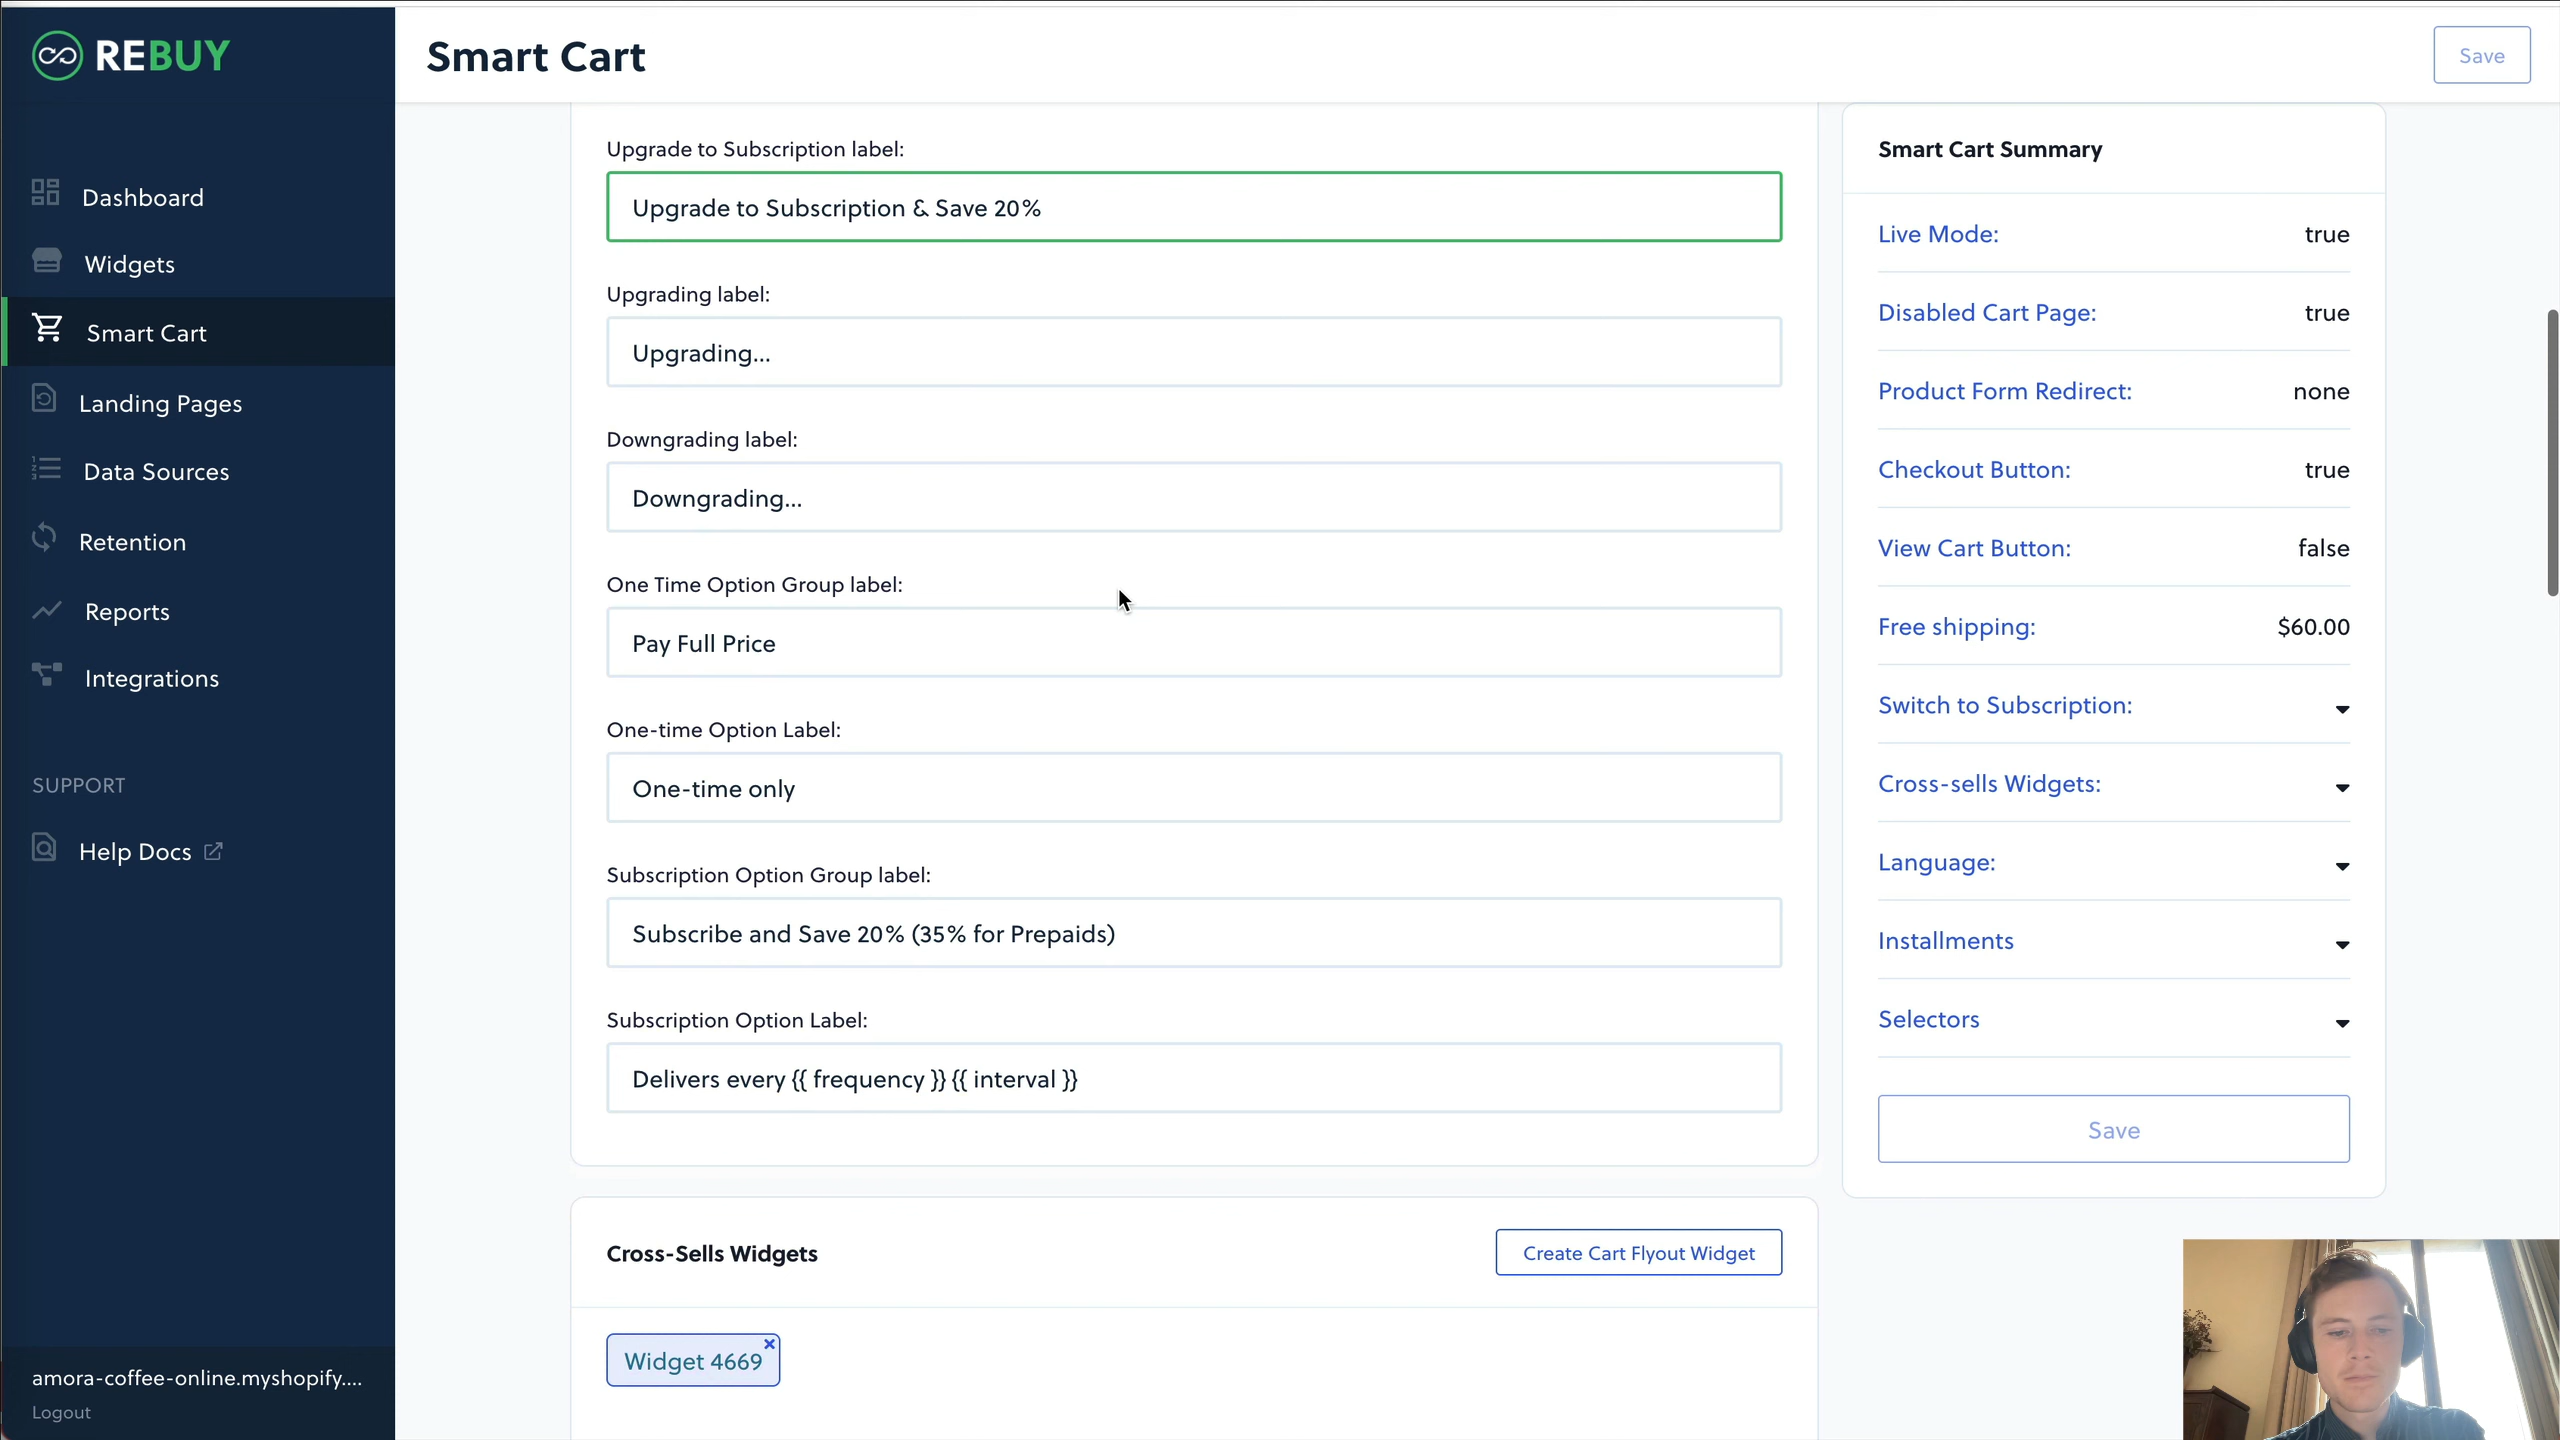 REBUY
Smart Cart
Save
Dashboard
Widgets
Smart Cart
Landing Pages
Data Sources
Retention
Reports
Integrations
SUPPORT
Help Docs
amora-coffee-online.myshopify....
Logout
Upgrade to Subscription label:
Upgrade to Subscription & Save 20%
Upgrading label:
Upgrading...
Downgrading label:
Downgrading...
One Time Option Group label:
Pay Full Price
One-time Option Label:
One-time only
Subscription Option Group label:
Subscribe and Save 20% (35% for Prepaids)
Subscription Option Label:
Delivers every {{ frequency }} {{ interval }}
Cross-Sells Widgets
Create Cart Flyout Widget
Widget 4669
Smart Cart Summary
Live Mode: true
Disabled Cart Page: true
Product Form Redirect: none
Checkout Button: true
View Cart Button: false
Free shipping: $60.00
Switch to Subscription:
Cross-sells Widgets:
Language:
Installments
Selectors
Save